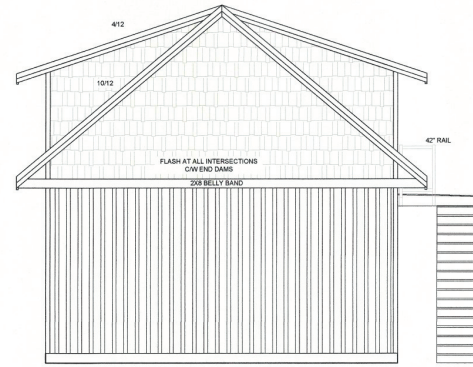 4/12
10/12
42" RAIL
FLASH AT ALL INTERSECTIONS
C/W END DAMS
2X8 BELLY BAND